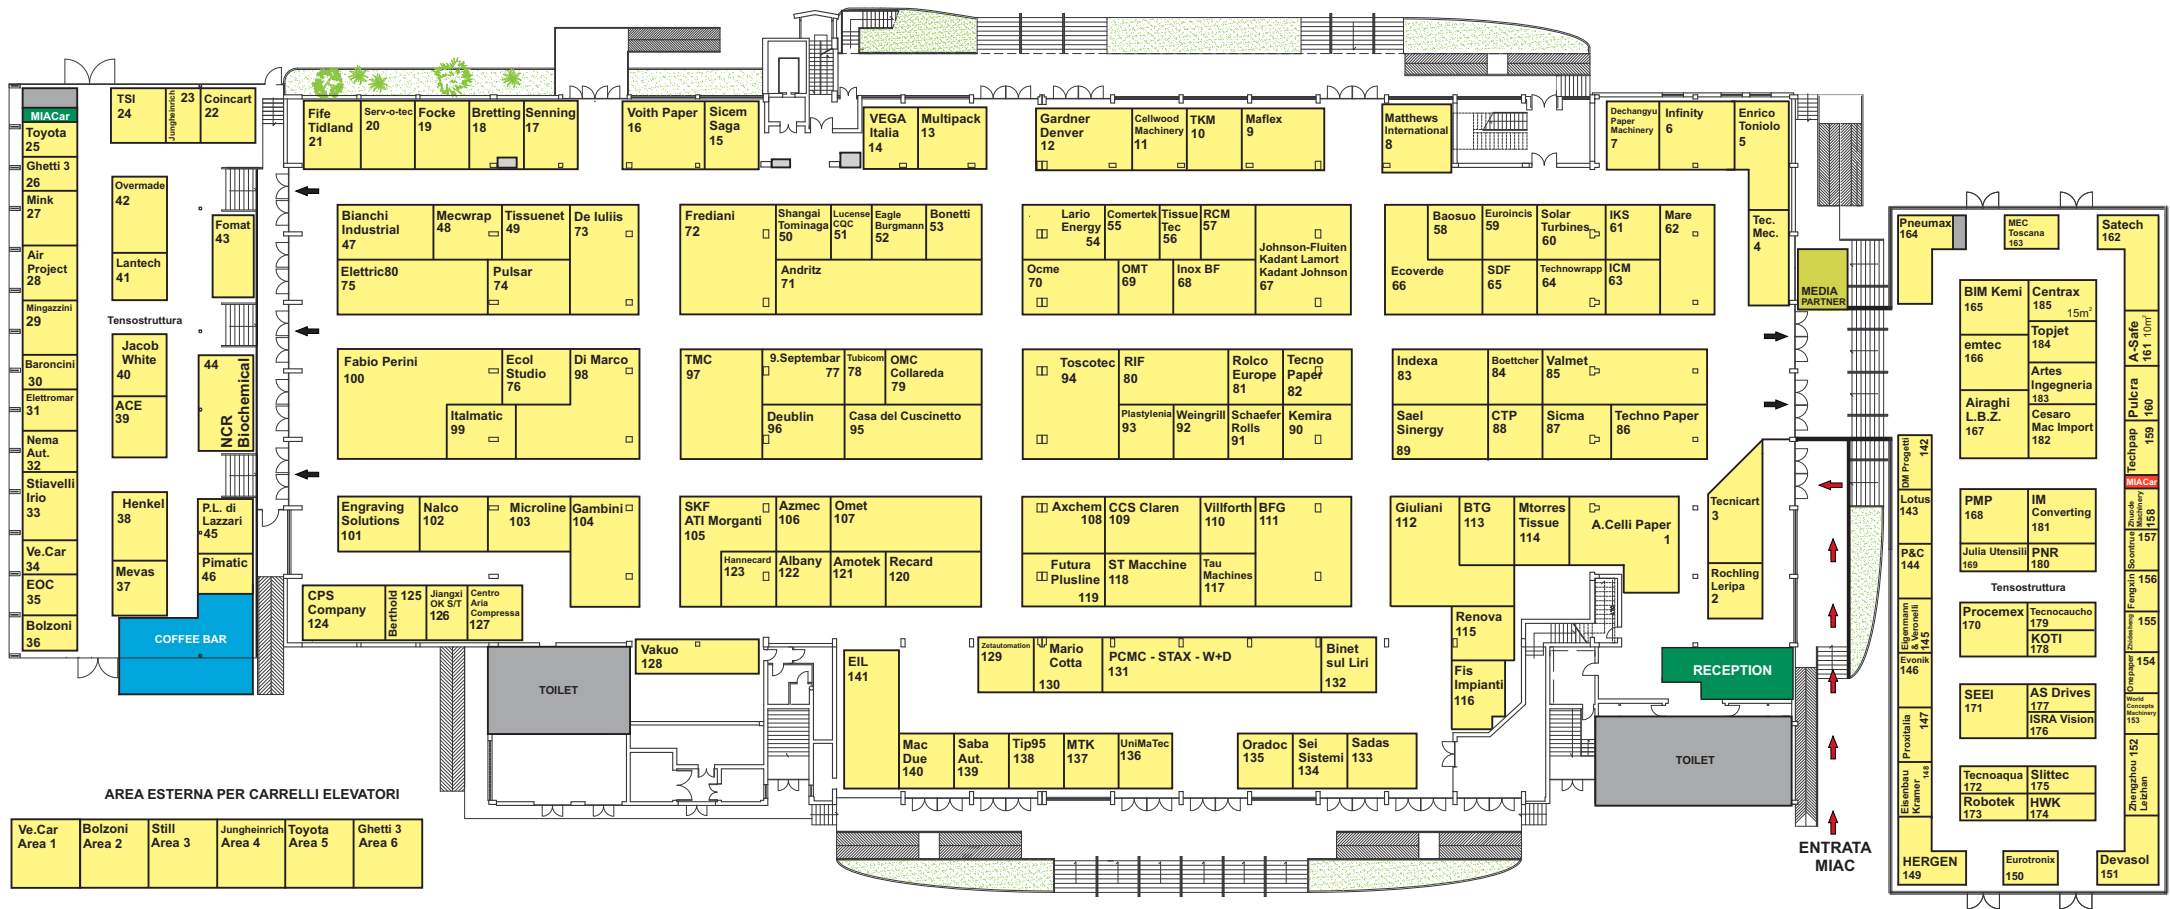 MIACar
Toyota
25
Ghetti 3
26
Mink
27
Air
Project
28
Mingazzini
29
Baroncini
30
Elettromar
31
Nema
Aut.
32
Stiavelli
Irio
33
Ve.Car
34
EOC
35
Bolzoni
36
TSI
24
Jungheinrich
23
Coincart
22
Overmade
42
Lantech
41
Fomat
43
Tensostruttura
Jacob
White
40
ACE
39
44
NCR
Biochemical
Henkel
38
Mevas
37
P.L. di
Lazzari
45
Pimatic
46
COFFEE BAR
Fife
Tidland
21
Serv-o-tec
20
Focke
19
Bretting
18
Senning
17
Voith Paper
16
Sicem
Saga
15
VEGA
Italia
14
Multipack
13
Gardner
Denver
12
Cellwood
Machinery
11
TKM
10
Maflex
9
Matthews
International
8
Dechangyu
Paper
Machinery
7
Infinity
6
Enrico
Toniolo
5
Tec.
Mec.
4
MEDIA
PARTNER
Bianchi
Industrial
47
Mecwrap
48
Tissuenet
49
De Iuliis
73
Elettric80
75
Pulsar
74
Frediani
72
Shangai
Tominaga
50
Lucense
CQC
51
Eagle
Burgmann
52
Bonetti
53
Andritz
71
Lario
Energy
54
Comertek
55
Tissue
Tec
56
RCM
57
Johnson-Fluiten
Kadant Lamort
Kadant Johnson
67
Ocme
70
OMT
69
Inox BF
68
Baosuo
58
Euroincis
59
Solar
Turbines
60
IKS
61
Mare
62
Ecoverde
66
SDF
65
Technowrapp
64
ICM
63
Fabio Perini
100
Ecol
Studio
76
Di Marco
98
Italmatic
99
TMC
97
9.Septembar
77
Tubicom
78
OMC
Collareda
79
Deublin
96
Casa del Cuscinetto
95
Toscotec
94
RIF
80
Rolco
Europe
81
Tecno
Paper
82
Plastylenia
93
Weingrill
92
Schaefer
Rolls
91
Kemira
90
Indexa
83
Boettcher
84
Valmet
85
Sael
Sinergy
89
CTP
88
Sicma
87
Techno Paper
86
Engraving
Solutions
101
Nalco
102
Microline
103
Gambini
104
SKF
ATI Morganti
105
Azmec
106
Omet
107
Hannecard
123
Albany
122
Amotek
121
Recard
120
Axchem
108
CCS Claren
109
Villforth
110
BFG
111
Futura
Plusline
119
ST Macchine
118
Tau
Machines
117
Giuliani
112
BTG
113
Mtorres
Tissue
114
A.Celli Paper
1
Tecnicart
3
Rochling
Leripa
2
Renova
115
Fis
Impianti
116
CPS
Company
124
Berthold
125
Jiangxi
OK S/T
126
Centro
Aria
Compressa
127
Vakuo
128
TOILET
EIL
141
Zetautomation
129
Mario
Cotta
130
PCMC - STAX - W+D
131
Binet
sul Liri
132
Mac
Due
140
Saba
Aut.
139
Tip95
138
MTK
137
UniMaTec
136
Oradoc
135
Sei
Sistemi
134
Sadas
133
RECEPTION
TOILET
ENTRATA
MIAC
AREA ESTERNA PER CARRELLI ELEVATORI
Ve.Car
Area 1
Bolzoni
Area 2
Still
Area 3
Jungheinrich
Area 4
Toyota
Area 5
Ghetti 3
Area 6
Pneumax
164
MEC
Toscana
163
Satech
162
BIM Kemi
165
Centrax
185
15m²
emtec
166
Topjet
184
Artes
Ingegneria
183
Airaghi
L.B.Z.
167
Cesaro
Mac Import
182
A-Safe
161 10m²
Pulcra
160
Techpap
159
MIACar
Zhuode
Machinery
158
Soontrue
157
Fengxin
156
Zhidesheng
155
Onepaper
154
World
Concepts
Machinery
153
Zhengzhou 152
Leizhan
Devasol
151
DM Progetti
142
Lotus
143
P&C
144
Eigenmann
& Veronelli
145
Evonik
146
Proxitalia
147
Eisenbau
Kramer
148
HERGEN
149
Eurotronix
150
PMP
168
IM
Converting
181
Julia Utensili
169
PNR
180
Tensostruttura
Procemex
170
Tecnocaucho
179
KOTI
178
SEEI
171
AS Drives
177
ISRA Vision
176
Tecnoaqua
172
Slittec
175
Robotek
173
HWK
174